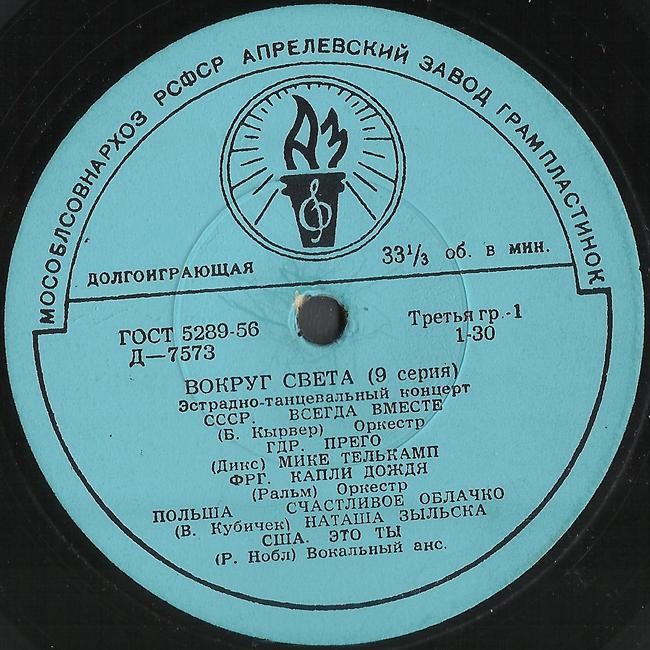 МОСОБЛСОВНАРХОЗ РСФСР АПРЕЛЕВСКИЙ ЗАВОД ГРАМПЛАСТИНОК
АЗ
ДОЛГОИГРАЮЩАЯ
33 1/3 об. в мин.
ГОСТ 5289-56
Третья гр.-1
Д—7573
1-30
ВОКРУГ СВЕТА (9 серия)
Эстрадно-танцевальный концерт
СССР. ВСЕГДА ВМЕСТЕ
(Б. Кырвер) Оркестр
ГДР. ПРЕГО
(Дикс) МИКЕ ТЕЛЬКАМП
ФРГ. КАПЛИ ДОЖДЯ
(Ральм) Оркестр
ПОЛЬША СЧАСТЛИВОЕ ОБЛАЧКО
(В. Кубичек) НАТАША ЗЫЛЬСКА
США. ЭТО ТЫ
(Р. Нобл) Вокальный анс.